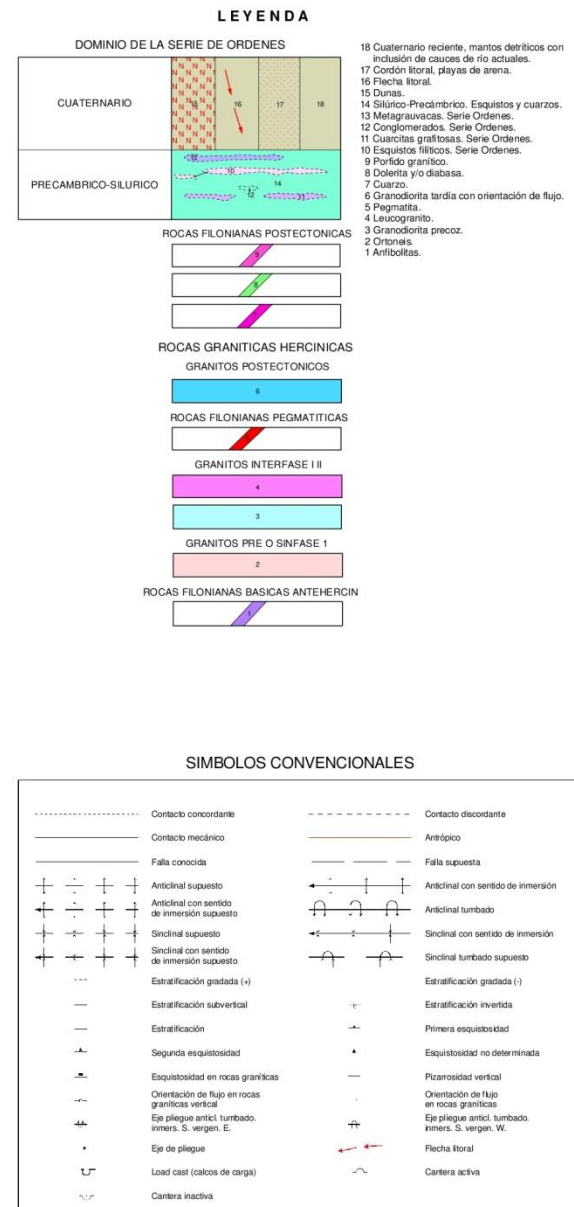 LEYENDA
DOMINIO DE LA SERIE DE ORDENES
CUATERNARIO
15
16
17
18
PRECAMBRICO-SILURICO
13
10
14
12
11
18 Cuaternario reciente, mantos detríticos con
inclusión de cauces de río actuales.
17 Cordón litoral, playas de arena.
16 Flecha litoral.
15 Dunas.
14 Silúrico-Precámbrico. Esquistos y cuarzos.
13 Metagrauvacas. Serie Ordenes.
12 Conglomerados. Serie Ordenes.
11 Cuarcitas grafitosas. Serie Ordenes.
10 Esquistos filíticos. Serie Ordenes.
9 Porfido granítico.
8 Dolerita y/o diabasa.
7 Cuarzo.
6 Granodiorita tardía con orientación de flujo.
5 Pegmatita.
4 Leucogranito.
3 Granodiorita precoz.
2 Ortoneis.
1 Anfibolitas.
ROCAS FILONIANAS POSTECTONICAS
9
8
ROCAS GRANITICAS HERCINICAS
GRANITOS POSTECTONICOS
6
ROCAS FILONIANAS PEGMATITICAS
GRANITOS INTERFASE I II
4
3
GRANITOS PRE O SINFASE 1
2
ROCAS FILONIANAS BASICAS ANTEHERCIN
1
SIMBOLOS CONVENCIONALES
Contacto concordante
Contacto discordante
Contacto mecánico
Antrópico
Falla conocida
Falla supuesta
Anticlinal supuesto
Anticlinal con sentido de inmersión
Anticlinal con sentido
de inmersión supuesto
Anticlinal tumbado
Sinclinal supuesto
Sinclinal con sentido de inmersión
Sinclinal con sentido
de inmersión supuesto
Sinclinal tumbado supuesto
Estratificación gradada (+)
Estratificación gradada (-)
Estratificación subvertical
Estratificación invertida
Estratificación
Primera esquistosidad
Segunda esquistosidad
Esquistosidad no determinada
Esquistosidad en rocas graníticas
Pizarrosidad vertical
Orientación de flujo en rocas
graníticas vertical
Orientación de flujo
en rocas graníticas
Eje pliegue anticl. tumbado.
inmers. S. vergen. E.
Eje pliegue anticl. tumbado.
inmers. S. vergen. W.
Eje de pliegue
Flecha litoral
Load cast (calcos de carga)
Cantera activa
Cantera inactiva